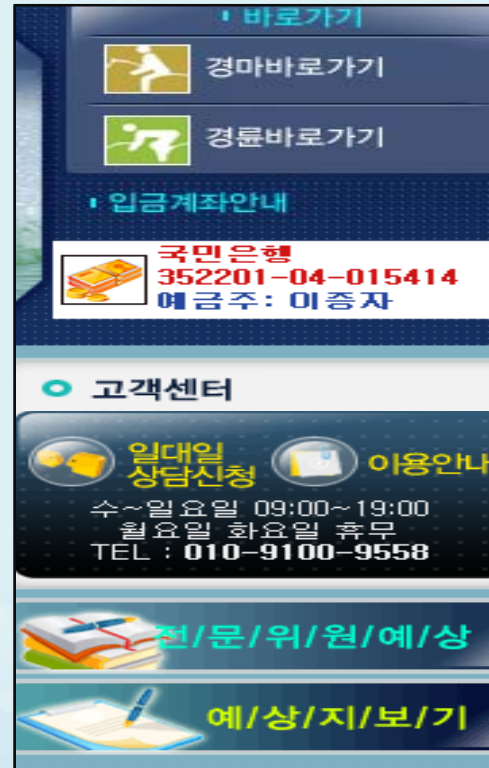 바로가기
경마바로가기
경륜바로가기
입금계좌안내
국민은행
352201-04-015414
예금주: 이증자
고객센터
일대일
상담신청
이용안내
수~일요일 09:00~19:00
월요일 화요일 휴무
TEL : 010-9100-9558
전/문/위/원/예/상
예/상/지/보/기